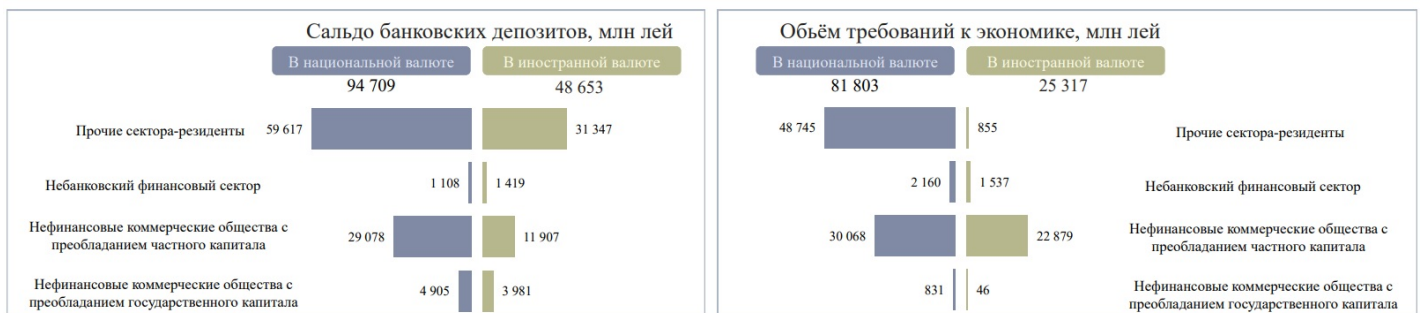 Сальдо банковских депозитов, млн лей
В национальной валюте
В иностранной валюте
94 709
48 653
Прочие сектора-резиденты
59 617
31 347
Небанковский финансовый сектор
1 108
1 419
Нефинансовые коммерческие общества с
преобладанием частного капитала
29 078
11 907
Нефинансовые коммерческие общества с
преобладанием государственного капитала
4 905
3 981
Обьём требований к экономике, млн лей
В национальной валюте
В иностранной валюте
81 803
25 317
48 745
855
Прочие сектора-резиденты
2 160
1 537
Небанковский финансовый сектор
30 068
22 879
Нефинансовые коммерческие общества с
преобладанием частного капитала
831
46
Нефинансовые коммерческие общества с
преобладанием государственного капитала